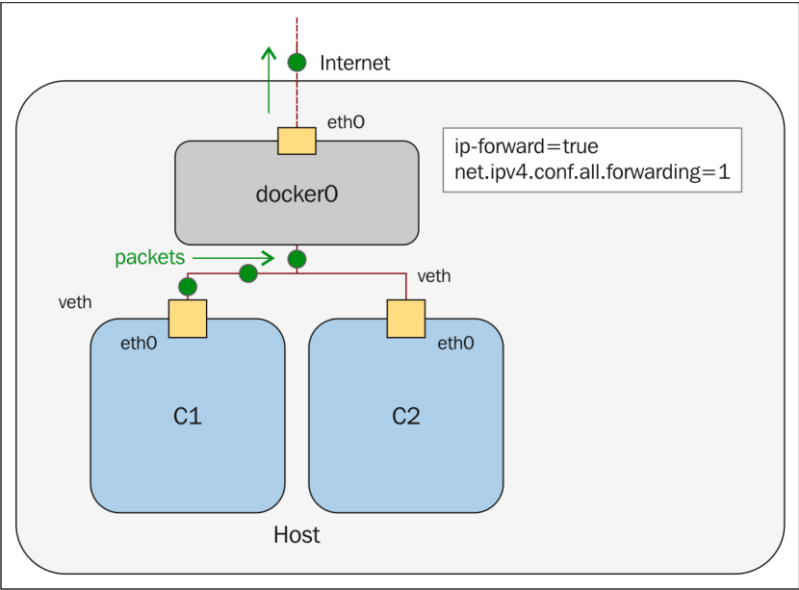 Internet
eth0
ip-forward=true
net.ipv4.conf.all.forwarding=1
docker0
packets
veth
veth
eth0
eth0
C1
C2
Host